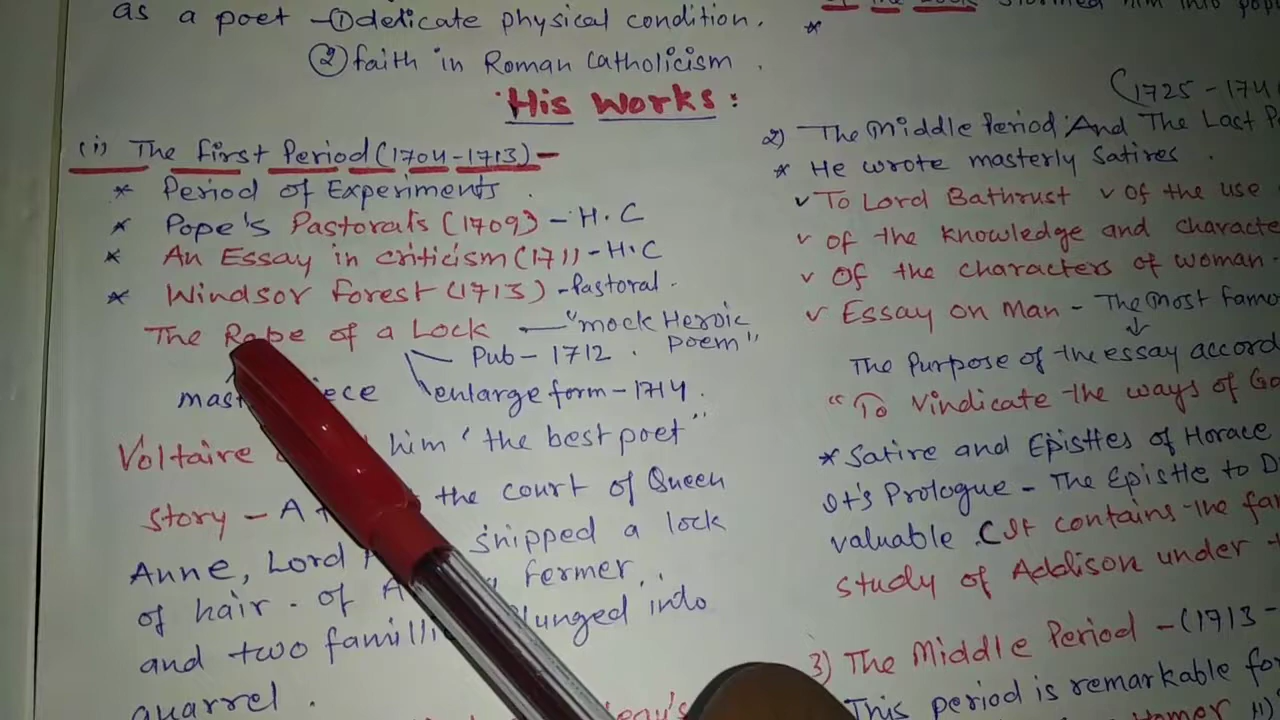 as a poet - ① delicate physical condition.
② faith in Roman Catholicism.
His Works:
(i) The First Period (1704-1713) -
* Period of Experiments
* Pope's Pastorals (1709) - H.C
* An Essay in criticism (1711) - H.C
* Windsor Forest (1713) - Pastoral.
The Rape of a Lock — "mock Heroic
poem"
Pub - 1712.
enlarge form - 1714.
Voltaire him 'the best poet"
story - A the court of Queen
Anne, Lord snipped a lock
of hair. of fermer,
and two families plunged into
quarrel.
him into
*
(1725 - 174
2) The Middle Period And The Last
* He wrote masterly Satires.
✓ To Lord Bathrust ✓ of the use
✓ of the knowledge and
✓ Of the characters of woman.
✓ Essay on Man - The most
↓
The Purpose of the essay
"To vindicate the ways of
* Satire and Epistles of Horace
It's Prologue - The Epistle to
valuable. (It contains the
study of Addison under
3) The Middle Period - (1713 -
This period is remarkable for